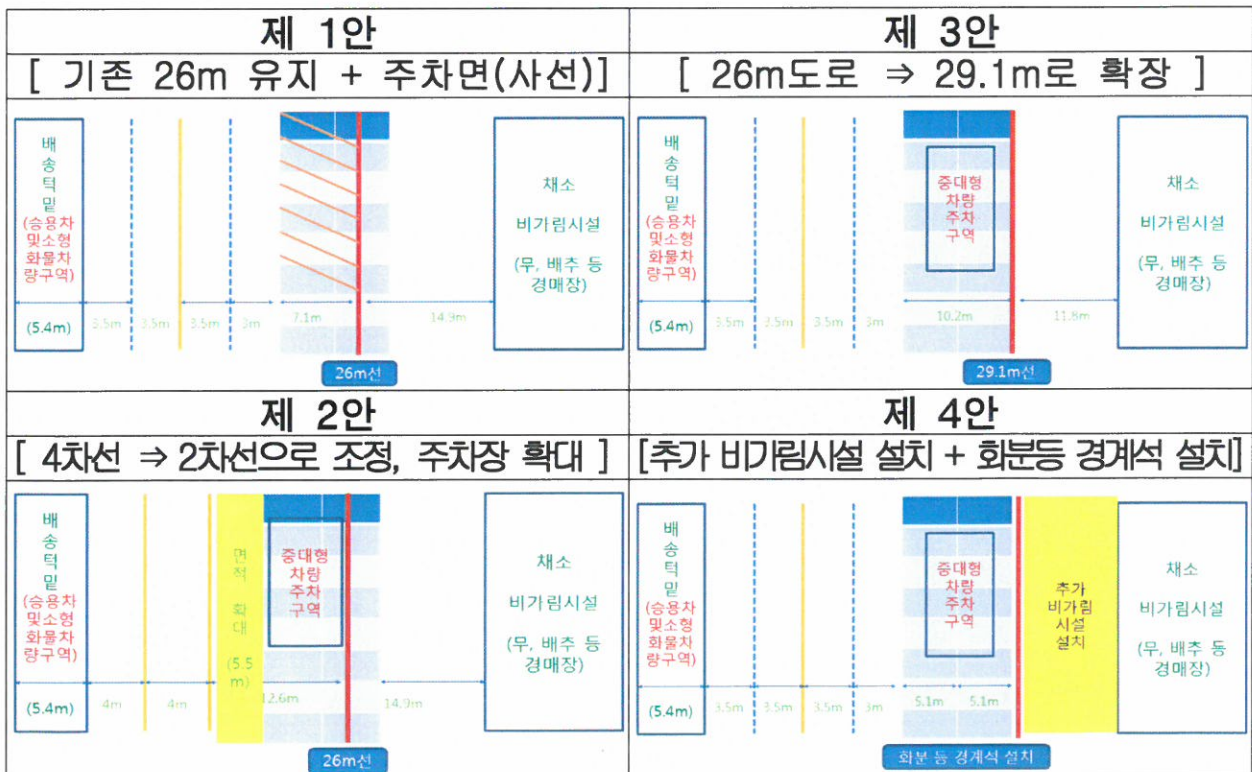 제 1안
[ 기존 26m 유지 + 주차면(사선)]
배
송
턱
밑
(승용차
및소형
화물차
량구역)
(5.4m)
3.5m
3.5m
3.5m
3m
7.1m
14.9m
채소
비가림시설
(무, 배추 등
경매장)
26m선
제 3안
[ 26m도로 ⇒ 29.1m로 확장 ]
배
송
턱
밑
(승용차
및소형
화물차
량구역)
(5.4m)
3.5m
3.5m
3.5m
3m
중대형
차량
주차
구역
10.2m
11.8m
채소
비가림시설
(무, 배추 등
경매장)
29.1m선
제 2안
[ 4차선 ⇒ 2차선으로 조정, 주차장 확대 ]
배
송
턱
밑
(승용차
및소형
화물차
량구역)
(5.4m)
4m
4m
면
적
확
대
(5.5
m)
중대형
차량
주차
구역
12.6m
14.9m
채소
비가림시설
(무, 배추 등
경매장)
26m선
제 4안
[추가 비가림시설 설치 + 화분등 경계석 설치]
배
송
턱
밑
(승용차
및소형
화물차
량구역)
(5.4m)
3.5m
3.5m
3.5m
3m
중대형
차량
주차
구역
5.1m
5.1m
추가
비가림
시설
설치
채소
비가림시설
(무, 배추 등
경매장)
화분 등 경계석 설치